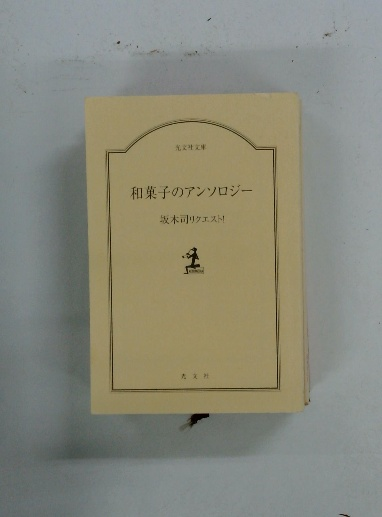 光文社文庫
和菓子のアンソロジー
坂木司リクエスト!
光文社